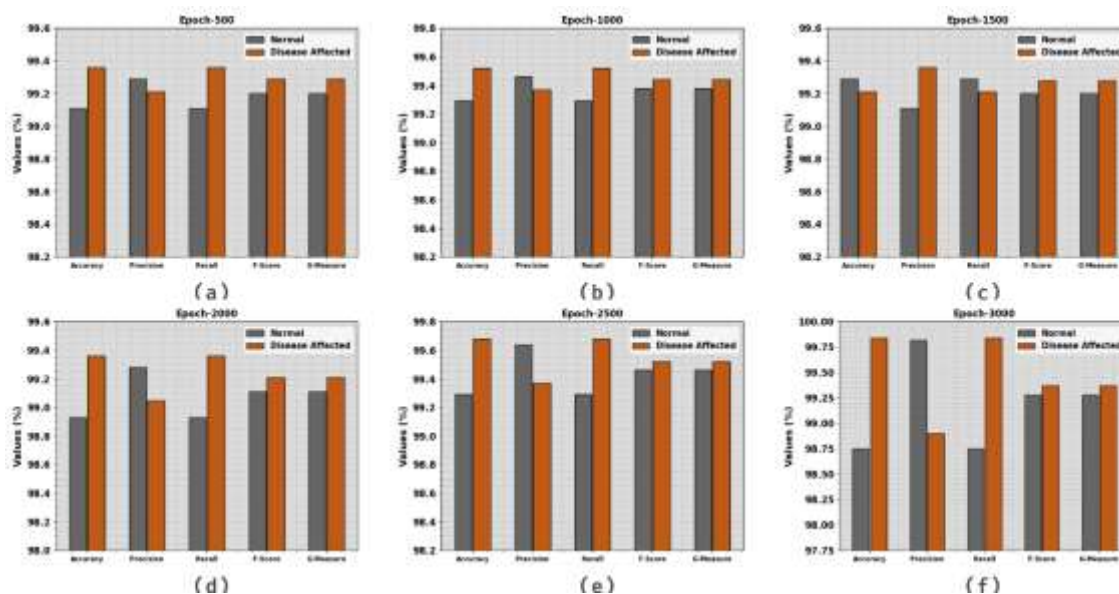 Epoch-500
99.6
99.4
99.2
99.0
98.8
98.6
98.4
98.2
Values (%)
Normal
Disease Affected
Accuracy Precision Recall F-Score G-Measure
(a)
Epoch-1000
99.8
99.6
99.4
99.2
99.0
98.8
98.6
98.4
98.2
Values (%)
Normal
Disease Affected
Accuracy Precision Recall F-Score G-Measure
(b)
Epoch-1500
99.6
99.4
99.2
99.0
98.8
98.6
98.4
98.2
Values (%)
Normal
Disease Affected
Accuracy Precision Recall F-Score G-Measure
(c)
Epoch-2000
99.6
99.4
99.2
99.0
98.8
98.6
98.4
98.2
98.0
Values (%)
Normal
Disease Affected
Accuracy Precision Recall F-Score G-Measure
(d)
Epoch-2500
99.8
99.6
99.4
99.2
99.0
98.8
98.6
98.4
98.2
Values (%)
Normal
Disease Affected
Accuracy Precision Recall F-Score G-Measure
(e)
Epoch-3000
100.00
99.75
99.50
99.25
99.00
98.75
98.50
98.25
98.00
97.75
Values (%)
Normal
Disease Affected
Accuracy Precision Recall F-Score G-Measure
(f)